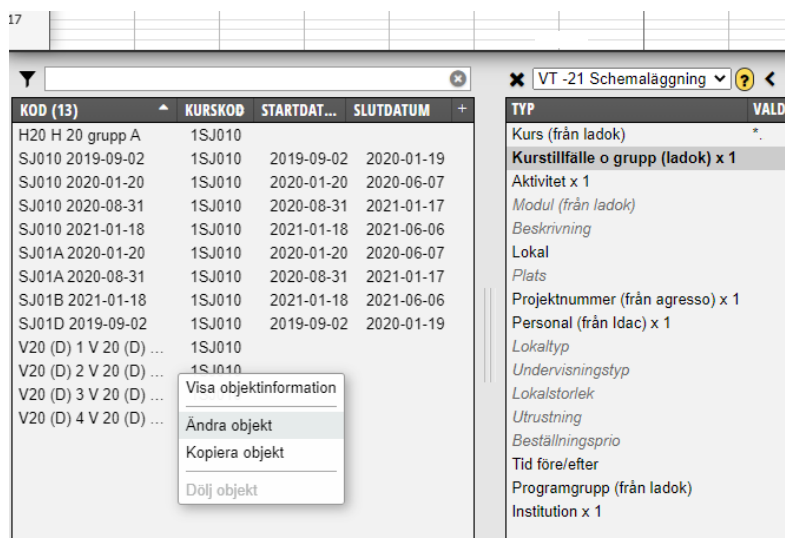 17
VT -21 Schemaläggning ?
KOD (13) KURSKOD STARTDAT... SLUTDATUM +
H20 H 20 grupp A 1SJ010
SJ010 2019-09-02 1SJ010 2019-09-02 2020-01-19
SJ010 2020-01-20 1SJ010 2020-01-20 2020-06-07
SJ010 2020-08-31 1SJ010 2020-08-31 2021-01-17
SJ010 2021-01-18 1SJ010 2021-01-18 2021-06-06
SJ01A 2020-01-20 1SJ010 2020-01-20 2020-06-07
SJ01A 2020-08-31 1SJ010 2020-08-31 2021-01-17
SJ01B 2021-01-18 1SJ010 2021-01-18 2021-06-06
SJ01D 2019-09-02 1SJ010 2019-09-02 2020-01-19
V20 (D) 1 V 20 (D) ... 1SJ010
V20 (D) 2 V 20 (D) ... 1SJ010
V20 (D) 3 V 20 (D) ...
V20 (D) 4 V 20 (D) ...
Visa objektinformation
Ändra objekt
Kopiera objekt
Dölj objekt
TYP VALD
Kurs (från ladok) *.
Kurstillfälle o grupp (ladok) x 1
Aktivitet x 1
Modul (från ladok)
Beskrivning
Lokal
Plats
Projektnummer (från agresso) x 1
Personal (från Idac) x 1
Lokaltyp
Undervisningstyp
Lokalstorlek
Utrustning
Beställningsprio
Tid före/efter
Programgrupp (från ladok)
Institution x 1